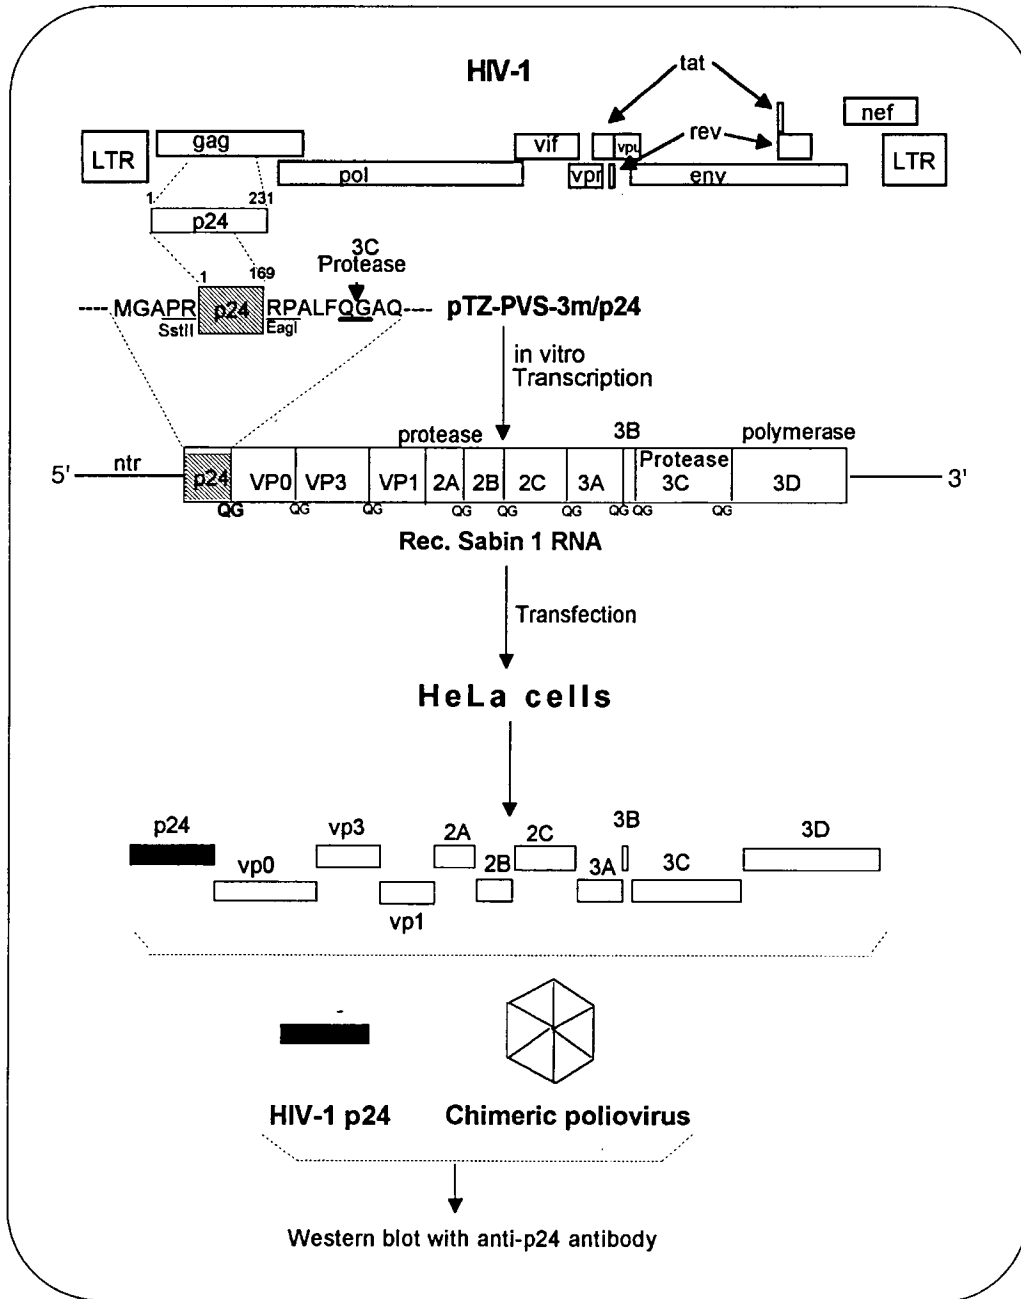 HIV-1
tat
rev
nef
LTR
gag
vif
vpu
LTR
pol
vpr
env
1
231
p24
1
169
3C
Protease
---- MGAPR
p24
RPALFQGAQ----
pTZ-PVS-3m/p24
SstII
EagI
in vitro
Transcription
protease
3B
polymerase
5'
ntr
p24
VP0
VP3
VP1
2A
2B
2C
3A
Protease
3C
3D
3'
QG
QG
QG
QG
QG
QG
QG
QG
QG
Rec. Sabin 1 RNA
Transfection
HeLa cells
p24
vp3
2A
2C
3B
3D
vp0
vp1
2B
3A
3C
HIV-1 p24
Chimeric poliovirus
Western blot with anti-p24 antibody